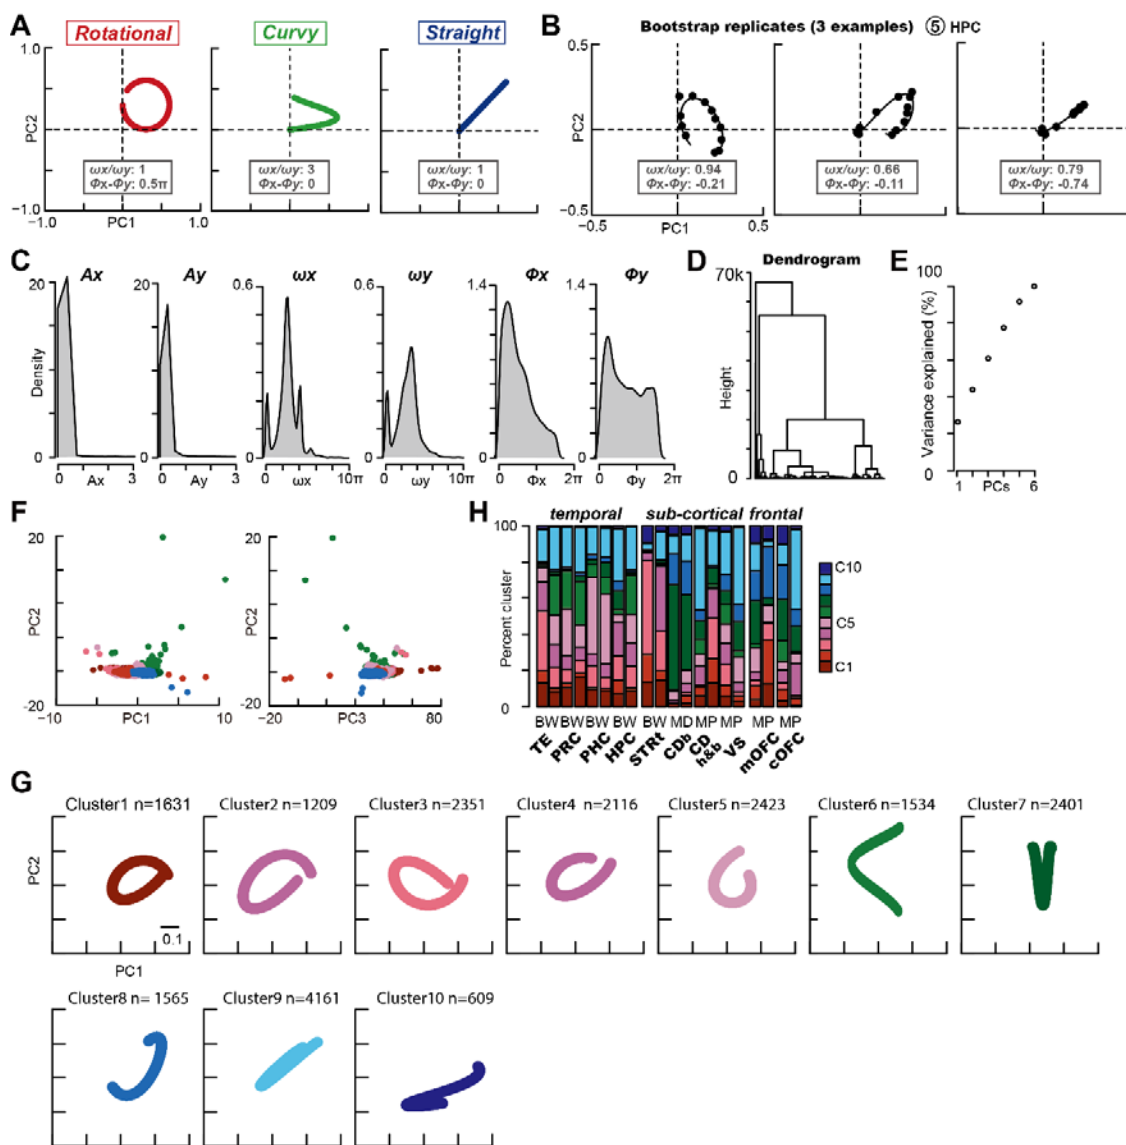 A
Rotational
Curvy
Straight
1.0
PC2
0
-1.0
-1.0
PC1
1.0
ωx/ωy: 1
Φx-Φy: 0.5π
ωx/ωy: 3
Φx-Φy: 0
ωx/ωy: 1
Φx-Φy: 0
B
Bootstrap replicates (3 examples) ⑤ HPC
0.5
PC2
-0.5
-0.5
PC1
0.5
ωx/ωy: 0.94
Φx-Φy: -0.21
ωx/ωy: 0.66
Φx-Φy: -0.11
ωx/ωy: 0.79
Φx-Φy: -0.74
C
Ax
Ay
ωx
ωy
Φx
Φy
Density
20
0
0 Ax 3
20
0
0 Ay 3
0.6
0
0 ωx 10π
0.6
0
0 ωy 10π
1.4
0
0 Φx 2π
1.4
0
0 Φy 2π
D
Dendrogram
70k
Height
0
E
100
Variance explained (%)
0
1 PCs 6
F
20
PC2
-20
-10 PC1 10
20
PC2
-20
-20 PC3 80
H
temporal sub-cortical frontal
100
Percent cluster
0
C10
C5
C1
BW BW BW BW BW MD MP MP MP MP
TE PRC PHC HPC STRt CDb CD h&b VS mOFC cOFC
G
Cluster1 n=1631
Cluster2 n=1209
Cluster3 n=2351
Cluster4 n=2116
Cluster5 n=2423
Cluster6 n=1534
Cluster7 n=2401
PC2
0.1
PC1
Cluster8 n= 1565
Cluster9 n=4161
Cluster10 n=609